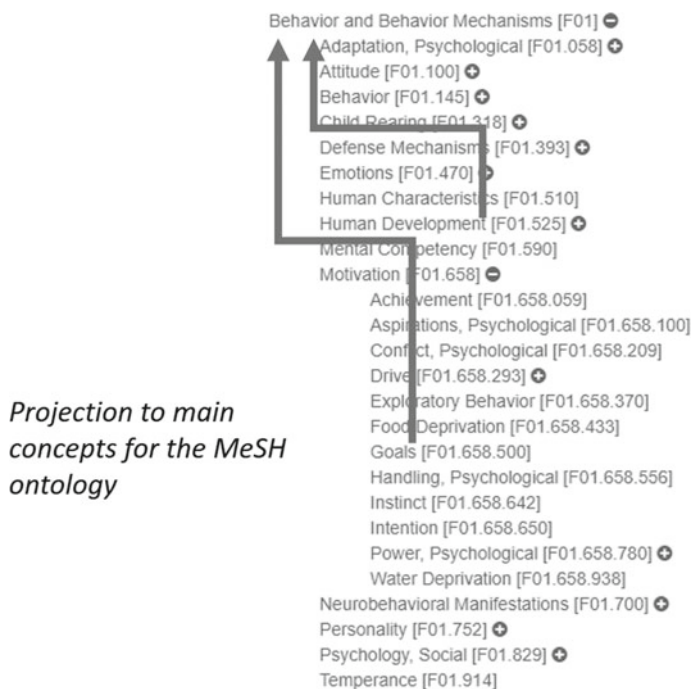 Behavior and Behavior Mechanisms [F01]
Adaptation, Psychological [F01.058]
Attitude [F01.100]
Behavior [F01.145]
Child Rearing [F01.318]
Defense Mechanisms [F01.393]
Emotions [F01.470]
Human Characteristics [F01.510]
Human Development [F01.525]
Mental Competency [F01.590]
Motivation [F01.658]
Achievement [F01.658.059]
Aspirations, Psychological [F01.658.100]
Conflict, Psychological [F01.658.209]
Drive [F01.658.293]
Exploratory Behavior [F01.658.370]
Food Deprivation [F01.658.433]
Goals [F01.658.500]
Handling, Psychological [F01.658.556]
Instinct [F01.658.642]
Intention [F01.658.650]
Power, Psychological [F01.658.780]
Water Deprivation [F01.658.938]
Neurobehavioral Manifestations [F01.700]
Personality [F01.752]
Psychology, Social [F01.829]
Temperance [F01.914]
Projection to main
concepts for the MeSH
ontology